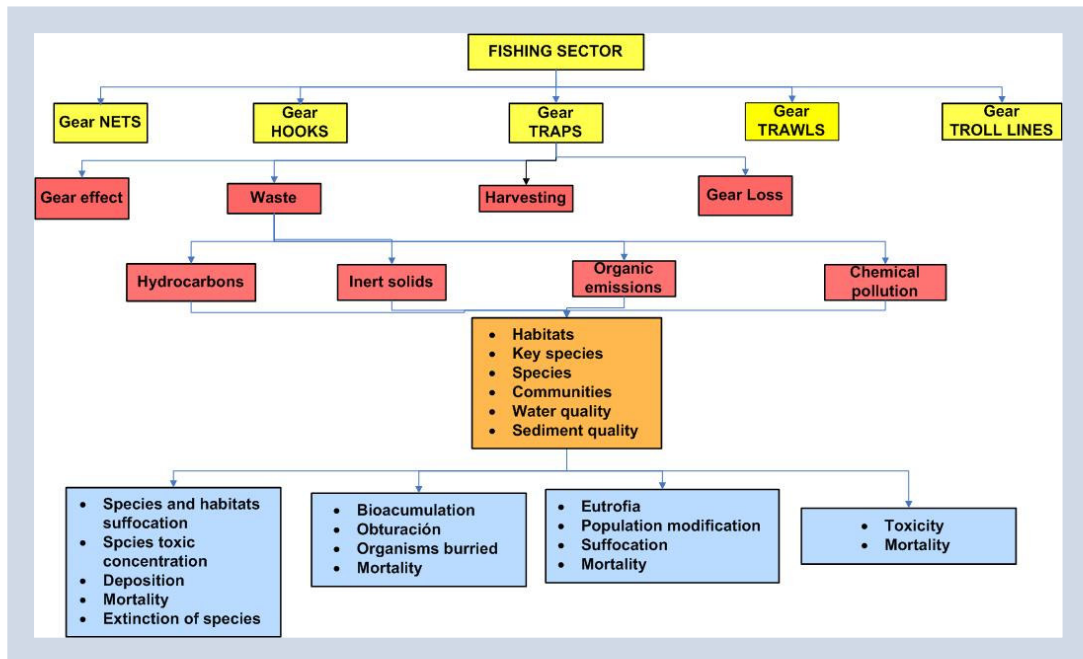 FISHING SECTOR
Gear NETS
Gear
HOOKS
Gear
TRAPS
Gear
TRAWLS
Gear
TROLL LINES
Gear effect
Waste
Harvesting
Gear Loss
Hydrocarbons
Inert solids
Organic
emissions
Chemical
pollution
• Habitats
• Key species
• Species
• Communities
• Water quality
• Sediment quality
• Species and habitats
suffocation
• Spcies toxic
concentration
• Deposition
• Mortality
• Extinction of species
• Bioacumulation
• Obturación
• Organisms burried
• Mortality
• Eutrofia
• Population modification
• Suffocation
• Mortality
• Toxicity
• Mortality